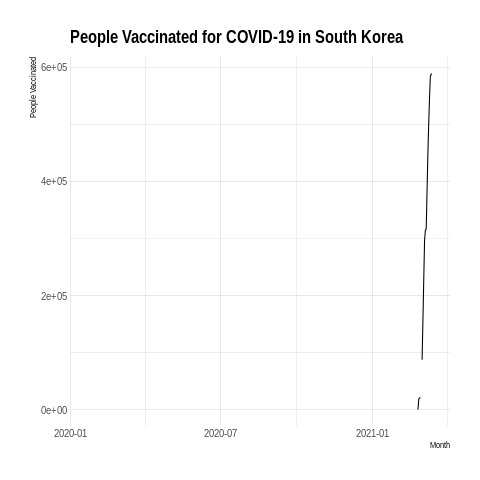 People Vaccinated for COVID-19 in South Korea
People Vaccinated
6e+05
4e+05
2e+05
0e+00
2020-01 2020-07 2021-01
Month